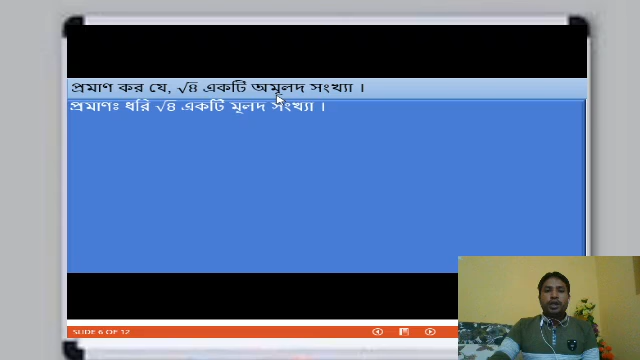 প্রমাণ কর যে, √৪ একটি অমূলদ সংখ্যা ।
প্রমাণঃ ধরি √৪ একটি মূলদ সংখ্যা ।
SLIDE 6 OF 12